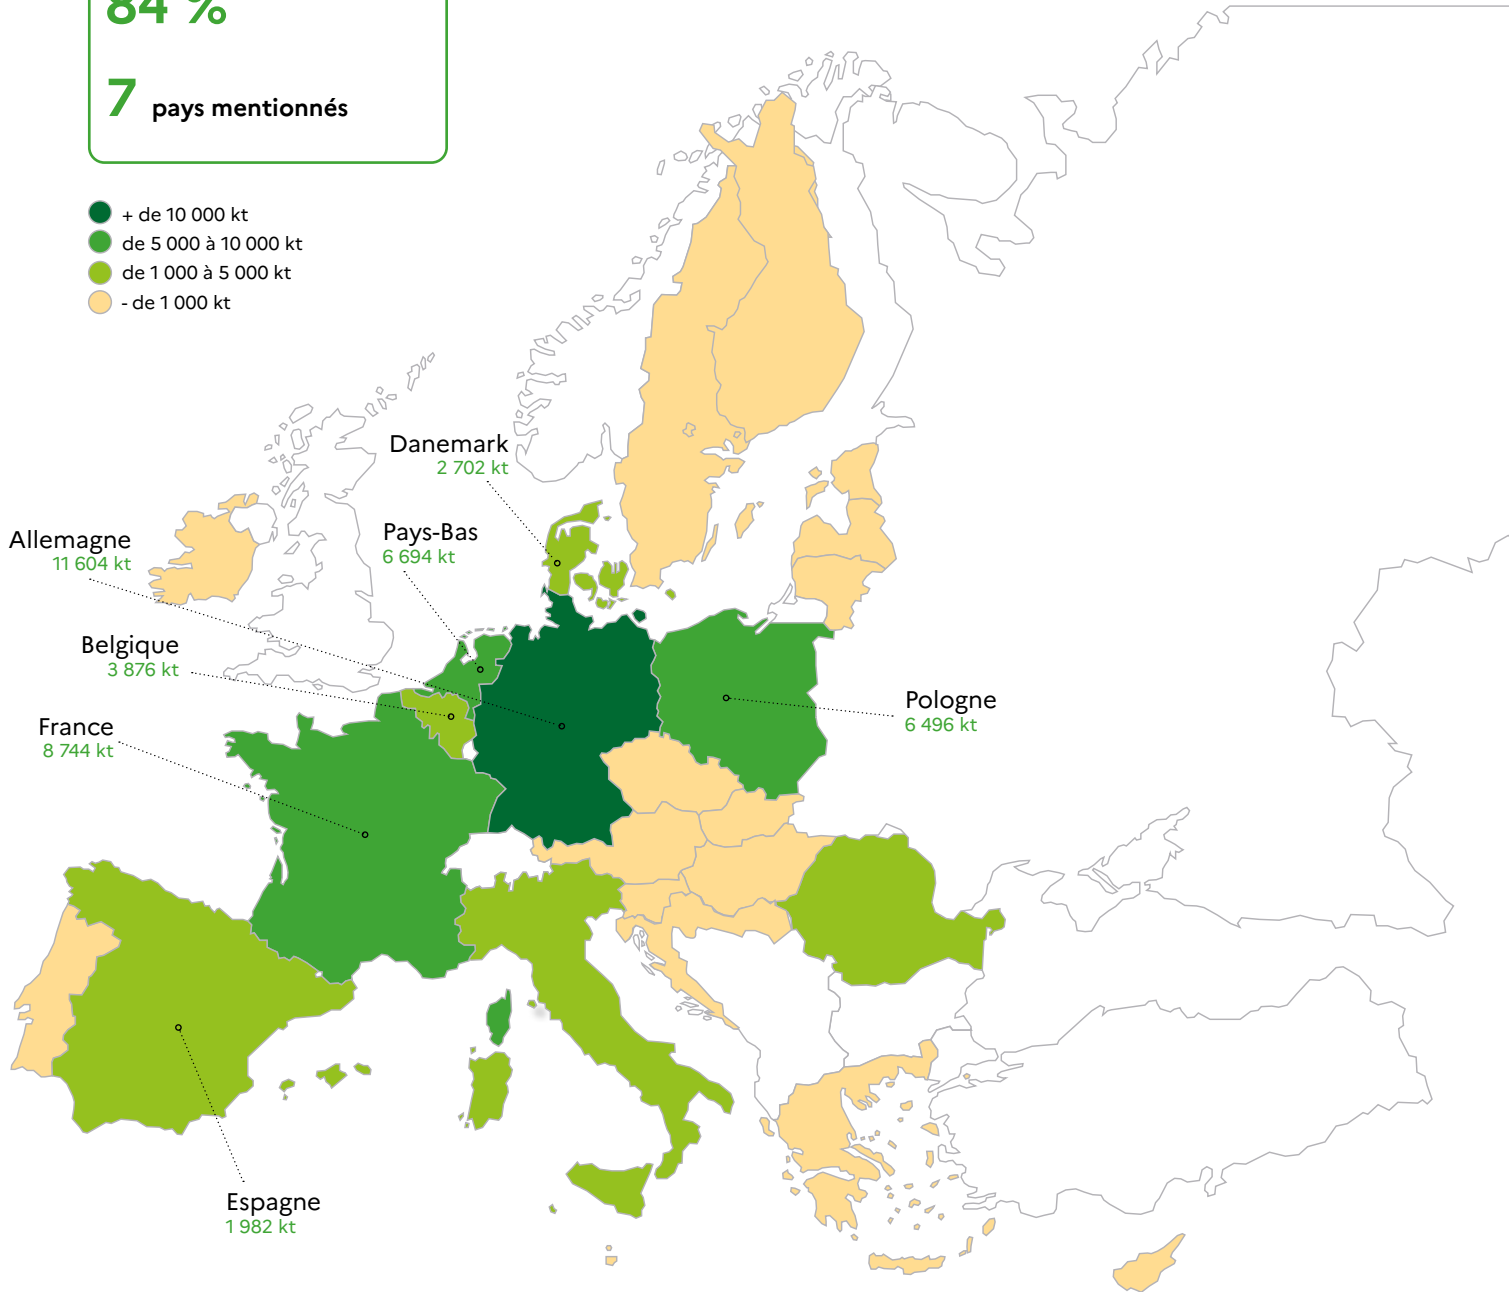 84 %
7 pays mentionnés
+ de 10 000 kt
de 5 000 à 10 000 kt
de 1 000 à 5 000 kt
- de 1 000 kt
Danemark
2 702 kt
Pays-Bas
6 694 kt
Allemagne
11 604 kt
Belgique
3 876 kt
France
8 744 kt
Pologne
6 496 kt
Espagne
1 982 kt